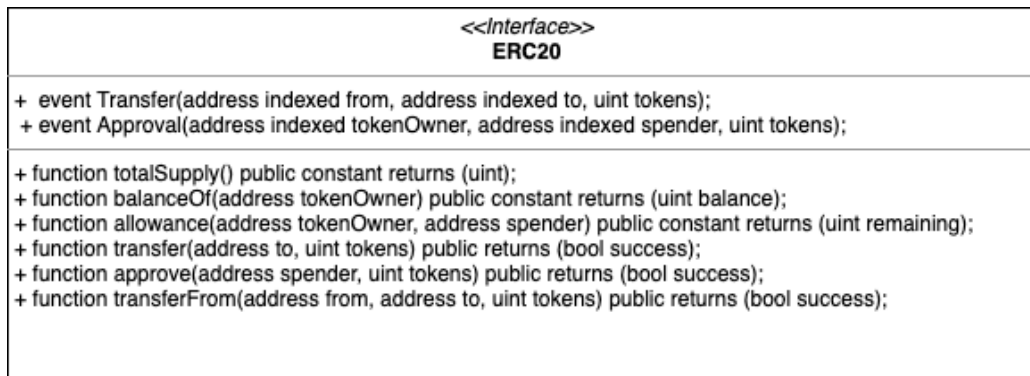 <<Interface>>
ERC20
+ event Transfer(address indexed from, address indexed to, uint tokens);
+ event Approval(address indexed tokenOwner, address indexed spender, uint tokens);
+ function totalSupply() public constant returns (uint);
+ function balanceOf(address tokenOwner) public constant returns (uint balance);
+ function allowance(address tokenOwner, address spender) public constant returns (uint remaining);
+ function transfer(address to, uint tokens) public returns (bool success);
+ function approve(address spender, uint tokens) public returns (bool success);
+ function transferFrom(address from, address to, uint tokens) public returns (bool success);